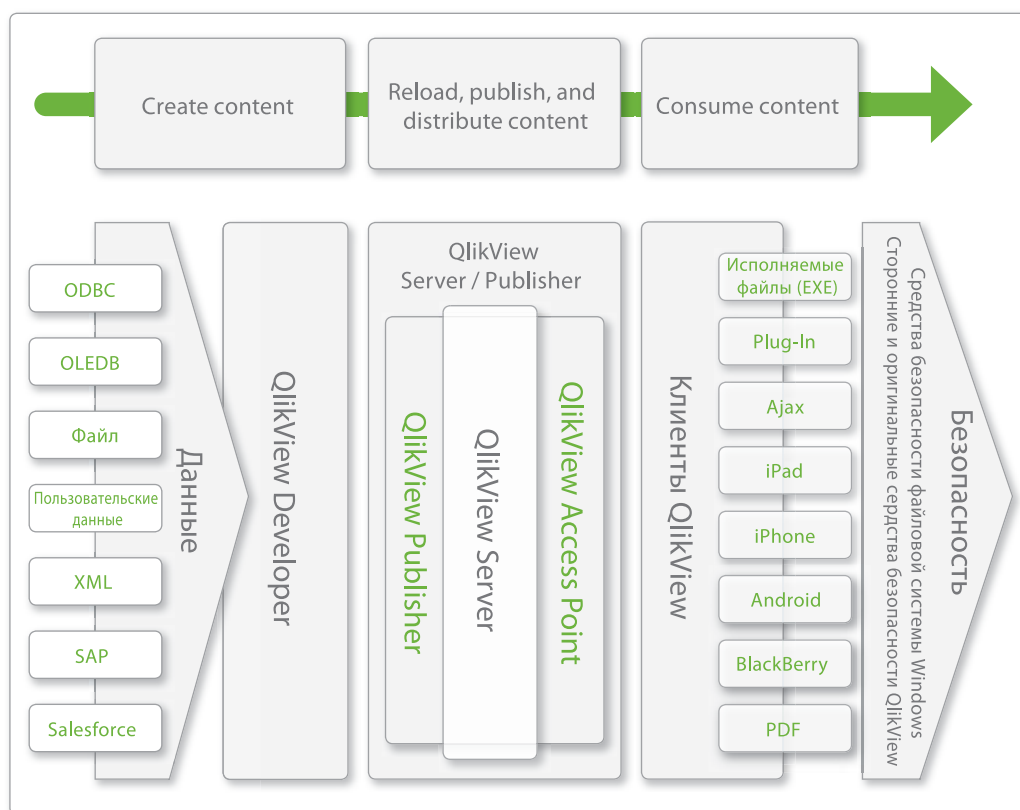 Create content
Reload, publish, and
distribute content
Consume content
ODBC
OLEDB
Файл
Пользовательские
данные
XML
SAP
Salesforce
Данные
QlikView Developer
QlikView
Server / Publisher
QlikView Publisher
QlikView Server
QlikView Access Point
Клиенты QlikView
Исполняемые
файлы (EXE)
Plug-In
Ajax
iPad
iPhone
Android
BlackBerry
PDF
Безопасность
Средства безопасности файловой системы Windows
Сторонние и оригинальные сердства безопасности QlikView